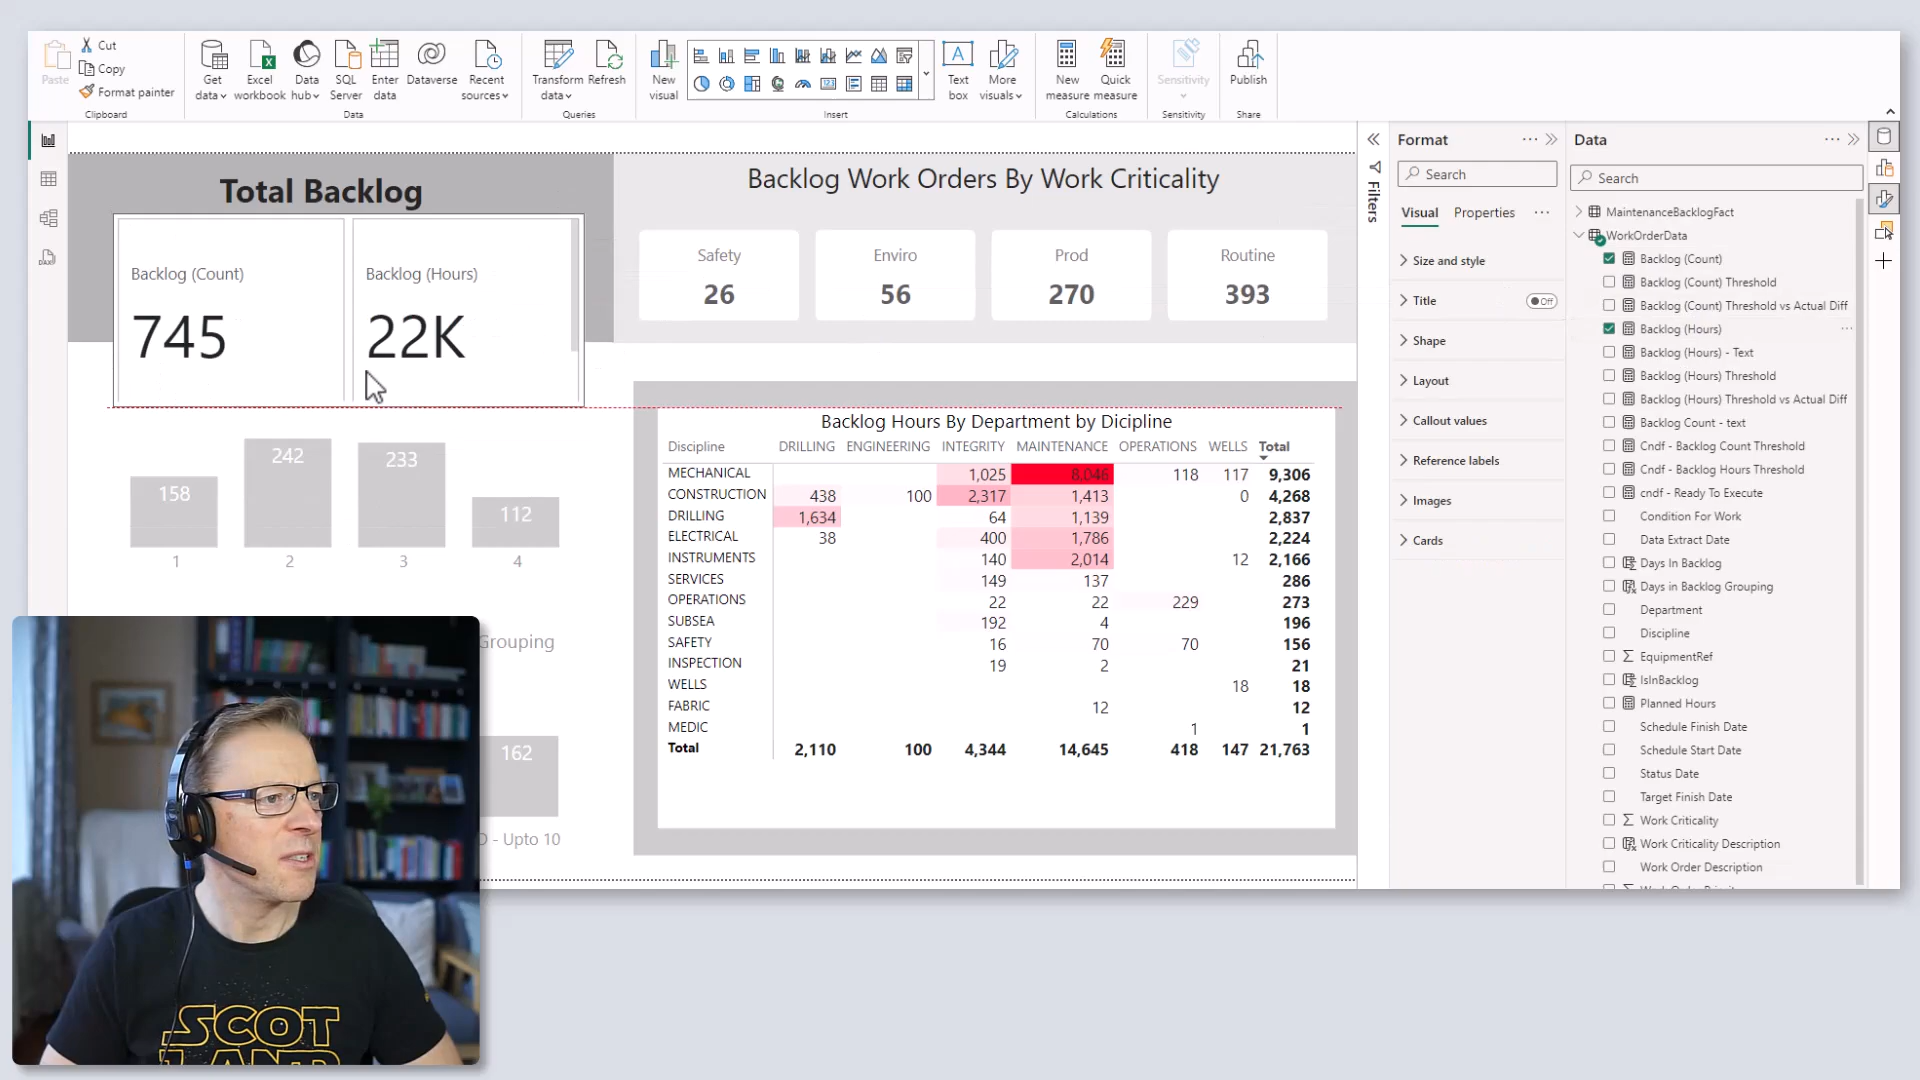 Paste
Cut
Copy
Format painter
Clipboard
Get data
Excel workbook
Data hub
SQL Server
Enter data
Dataverse
Recent sources
Data
Transform data
Refresh
Queries
New visual
Text box
More visuals
Insert
New measure
Quick measure
Calculations
Sensitivity
Sensitivity
Publish
Share
Total Backlog
Backlog (Count)
745
Backlog (Hours)
22K
Backlog Work Orders By Work Criticality
Safety
26
Enviro
56
Prod
270
Routine
393
158 242 233 112
1 2 3 4
Grouping
162
D - Upto 10
Backlog Hours By Department by Dicipline
Discipline DRILLING ENGINEERING INTEGRITY MAINTENANCE OPERATIONS WELLS Total
MECHANICAL 1,025 8,046 118 117 9,306
CONSTRUCTION 438 100 2,317 1,413 0 4,268
DRILLING 1,634 64 1,139 2,837
ELECTRICAL 38 400 1,786 2,224
INSTRUMENTS 140 2,014 12 2,166
SERVICES 149 137 286
OPERATIONS 22 22 229 273
SUBSEA 192 4 196
SAFETY 16 70 70 156
INSPECTION 19 2 21
WELLS 18 18
FABRIC 12 12
MEDIC 1 1
Total 2,110 100 4,344 14,645 418 147 21,763
Filters
Format
Search
Visual Properties
Size and style
Title Off
Shape
Layout
Callout values
Reference labels
Images
Cards
Data
Search
MaintenanceBacklogFact
WorkOrderData
Backlog (Count)
Backlog (Count) Threshold
Backlog (Count) Threshold vs Actual Diff
Backlog (Hours)
Backlog (Hours) - Text
Backlog (Hours) Threshold
Backlog (Hours) Threshold vs Actual Diff
Backlog Count - text
Cndf - Backlog Count Threshold
Cndf - Backlog Hours Threshold
cndf - Ready To Execute
Condition For Work
Data Extract Date
Days In Backlog
Days in Backlog Grouping
Department
Discipline
EquipmentRef
IsInBacklog
Planned Hours
Schedule Finish Date
Schedule Start Date
Status Date
Target Finish Date
Work Criticality
Work Criticality Description
Work Order Description
SCOT
LAND